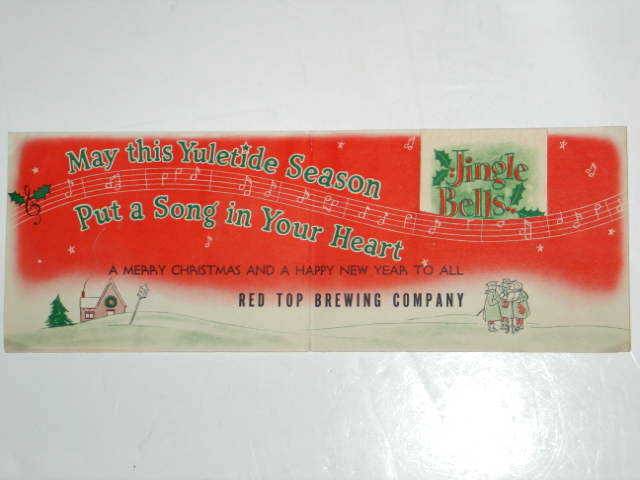 May this Yuletide Season
Put a Song in Your Heart
Jingle
Bells
A MERRY CHRISTMAS AND A HAPPY NEW YEAR TO ALL
RED TOP BREWING COMPANY